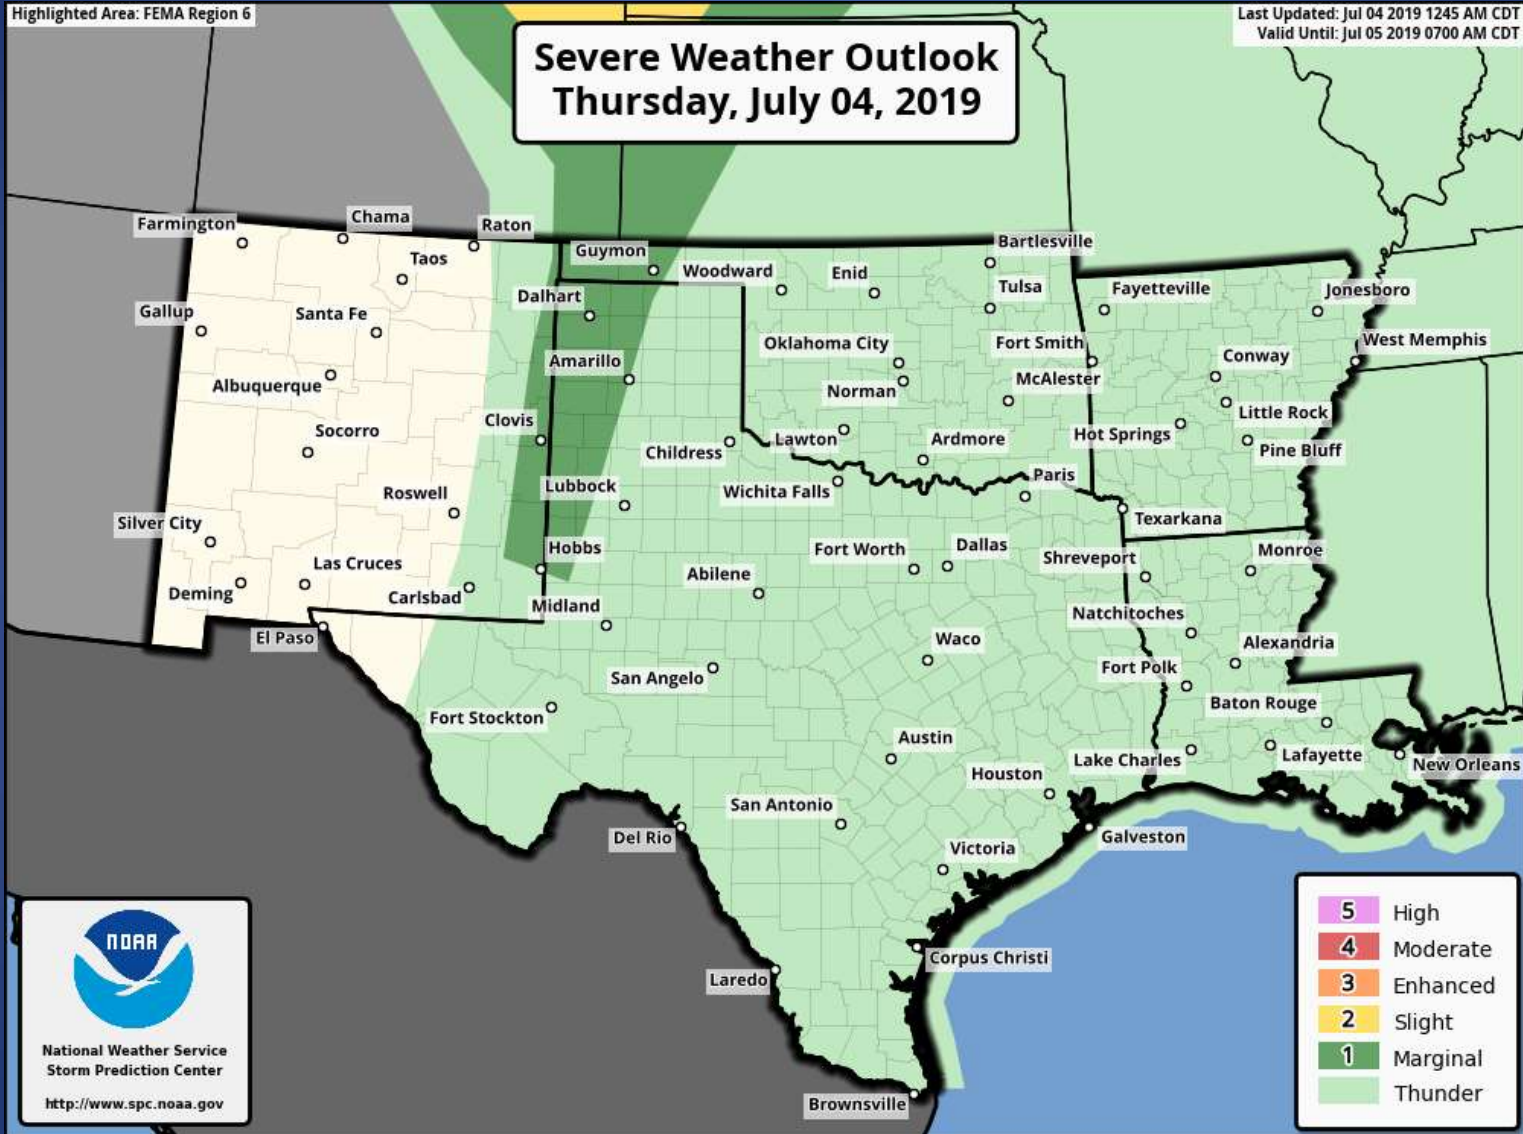 Highlighted Area: FEMA Region 6
Last Updated: Jul 04 2019 1245 AM CDT
Valid Until: Jul 05 2019 0700 AM CDT
Severe Weather Outlook
Thursday, July 04, 2019
Farmington
Chama
Raton
Taos
Guymon
Woodward
Enid
Bartlesville
Tulsa
Fayetteville
Jonesboro
Gallup
Santa Fe
Dalhart
Oklahoma City
Fort Smith
West Memphis
Albuquerque
Amarillo
Norman
McAlester
Conway
Little Rock
Socorro
Clovis
Childress
Lawton
Ardmore
Hot Springs
Pine Bluff
Roswell
Lubbock
Wichita Falls
Paris
Texarkana
Silver City
Las Cruces
Hobbs
Abilene
Fort Worth
Dallas
Shreveport
Monroe
Deming
Carlsbad
Midland
Natchitoches
El Paso
San Angelo
Waco
Alexandria
Fort Polk
Fort Stockton
Baton Rouge
Austin
Houston
Lake Charles
Lafayette
New Orleans
San Antonio
Del Rio
Galveston
Victoria
Corpus Christi
Laredo
Brownsville
NOAA
National Weather Service
Storm Prediction Center
http://www.spc.noaa.gov
5 High
4 Moderate
3 Enhanced
2 Slight
1 Marginal
Thunder